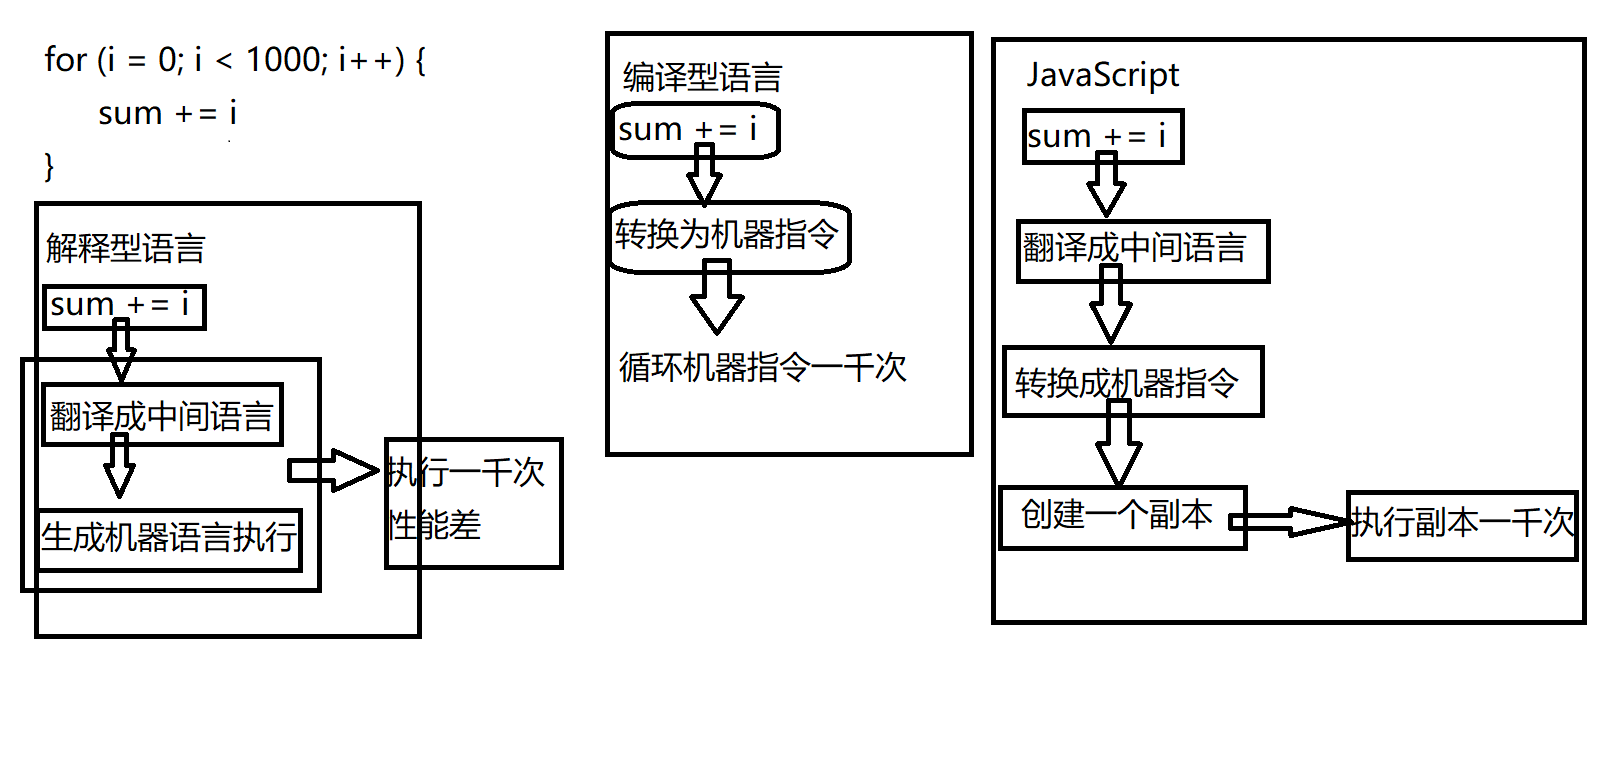 for (i = 0; i < 1000; i++) {
sum += i
}
解释型语言
sum += i
翻译成中间语言
生成机器语言执行
执行一千次
性能差
编译型语言
sum += i
转换为机器指令
循环机器指令一千次
JavaScript
sum += i
翻译成中间语言
转换成机器指令
创建一个副本
执行副本一千次